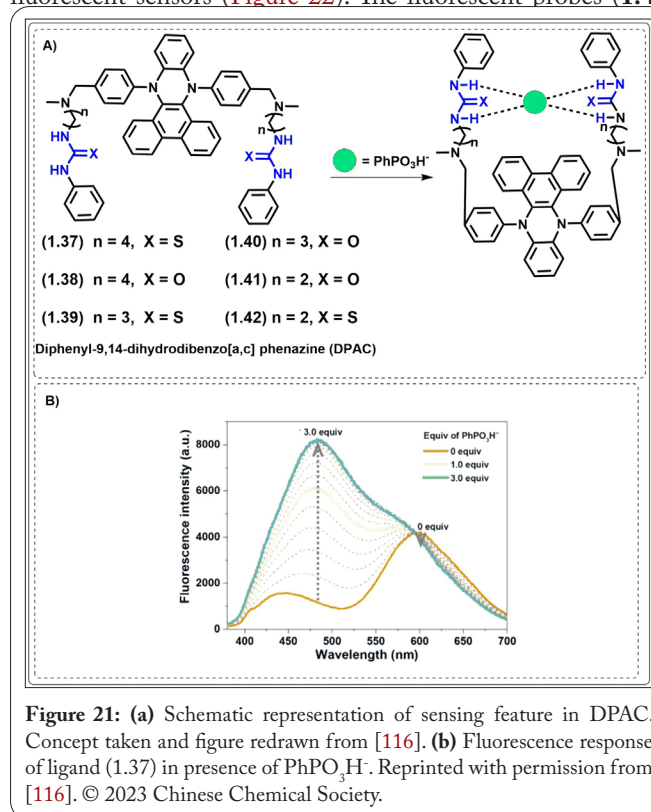 fluorescent sensors (Figure 22). The fluorescent probes (1.4
A)
N
N
N
N
n
n
HN
X
HN
NH
X
NH
= PhPO3H-
N-H
X
N-H
H-N
X
H-N
n
n
N
N
N
N
(1.37) n = 4, X = S (1.40) n = 3, X = O
(1.38) n = 4, X = O (1.41) n = 2, X = O
(1.39) n = 3, X = S (1.42) n = 2, X = S
Diphenyl-9,14-dihydrodibenzo[a,c] phenazine (DPAC)
B)
3.0 equiv
Equiv of PhPO3H-
0 equiv
1.0 equiv
3.0 equiv
0 equiv
8000
6000
4000
2000
0
Fluorescence intensity (a.u.)
400 450 500 550 600 650 700
Wavelength (nm)
Figure 21: (a) Schematic representation of sensing feature in DPAC.
Concept taken and figure redrawn from [116]. (b) Fluorescence response
of ligand (1.37) in presence of PhPO3H-. Reprinted with permission from
[116]. © 2023 Chinese Chemical Society.